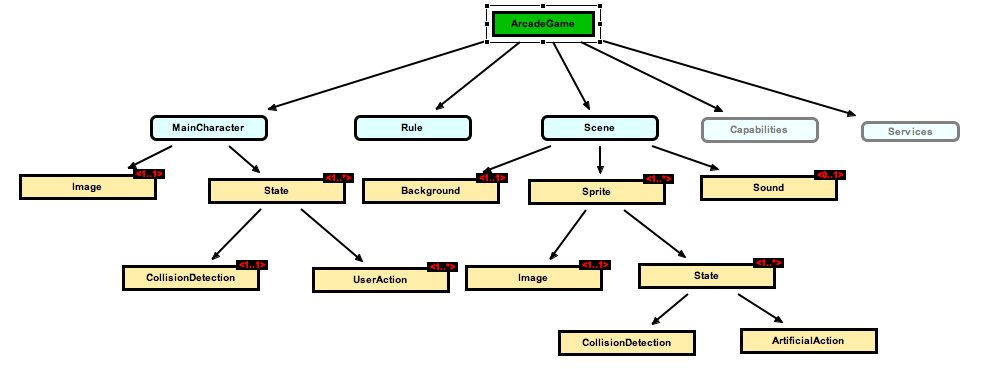 ArcadeGame
MainCharacter
Rule
Scene
Capabilities
Services
<1..1>
Image
<1..*>
State
<1..1>
Background
<1..*>
Sprite
<0..1>
Sound
<1..1>
CollisionDetection
<1..*>
UserAction
<1..1>
Image
<1..*>
State
CollisionDetection
ArtificialAction